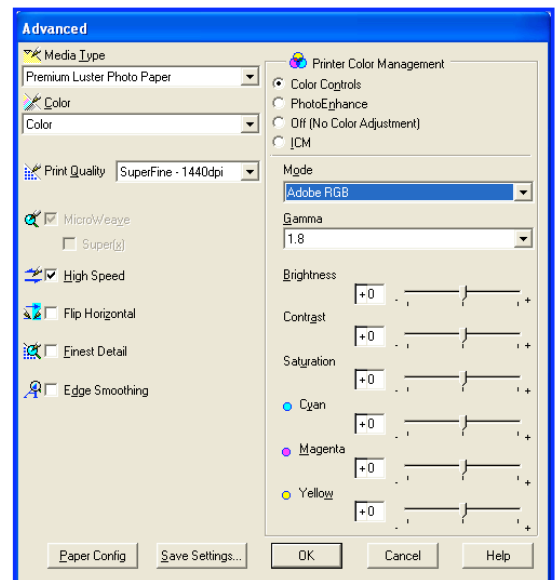 Advanced
Media Type
Premium Luster Photo Paper
Color
Color
Print Quality SuperFine - 1440dpi
MicroWeave
Super(x)
High Speed
Flip Horizontal
Finest Detail
Edge Smoothing
Printer Color Management
Color Controls
PhotoEnhance
Off (No Color Adjustment)
ICM
Mode
Adobe RGB
Gamma
1.8
Brightness
+0 - +
Contrast
+0 - +
Saturation
+0 - +
Cyan
+0 - +
Magenta
+0 - +
Yellow
+0 - +
Paper Config Save Settings... OK Cancel Help